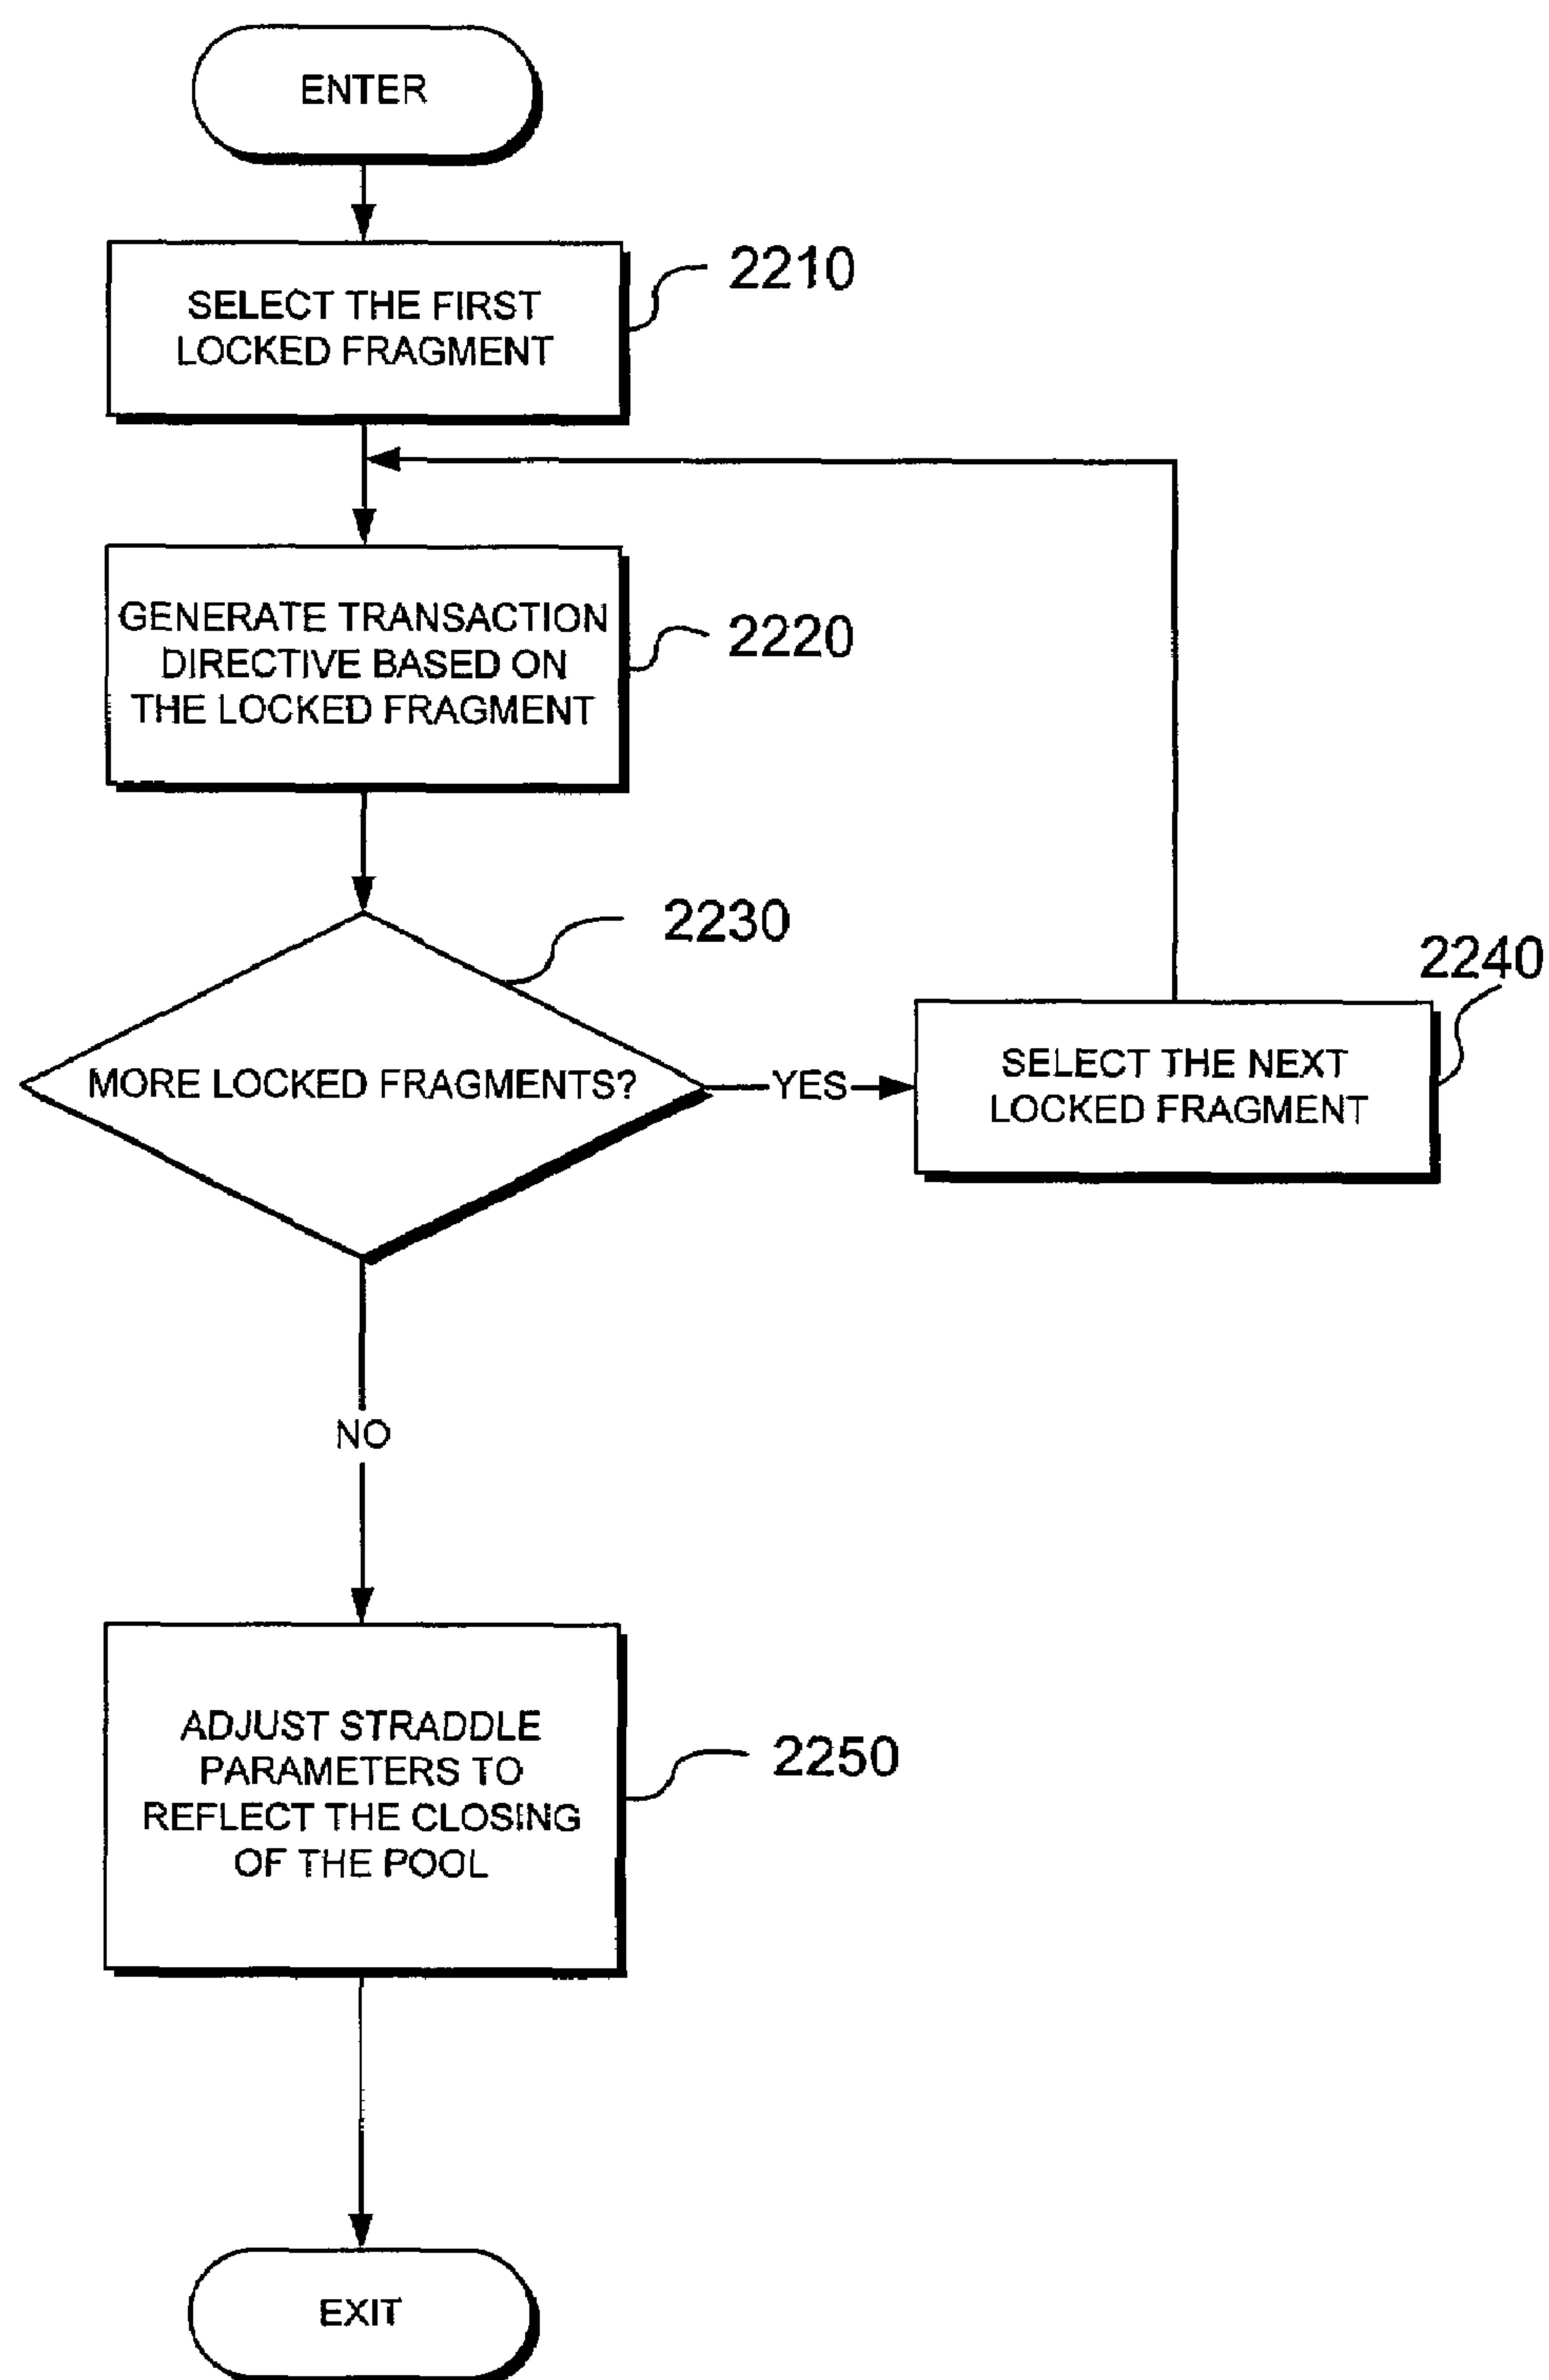 ENTER
SELECT THE FIRST
LOCKED FRAGMENT
2210
GENERATE TRANSACTION
DIRECTIVE BASED ON
THE LOCKED FRAGMENT
2220
MORE LOCKED FRAGMENTS?
2230
YES
SELECT THE NEXT
LOCKED FRAGMENT
2240
NO
ADJUST STRADDLE
PARAMETERS TO
REFLECT THE CLOSING
OF THE POOL
2250
EXIT